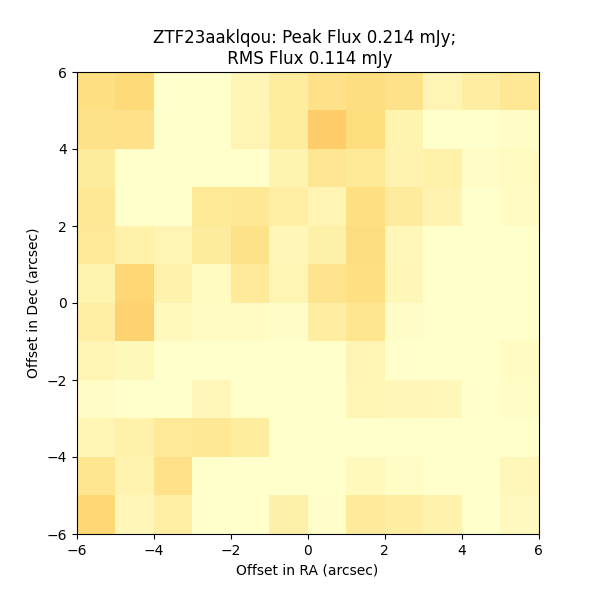 ZTF23aaklqou: Peak Flux 0.214 mJy;
RMS Flux 0.114 mJy
6
4
2
0
−2
−4
−6
Offset in Dec (arcsec)
−6 −4 −2 0 2 4 6
Offset in RA (arcsec)